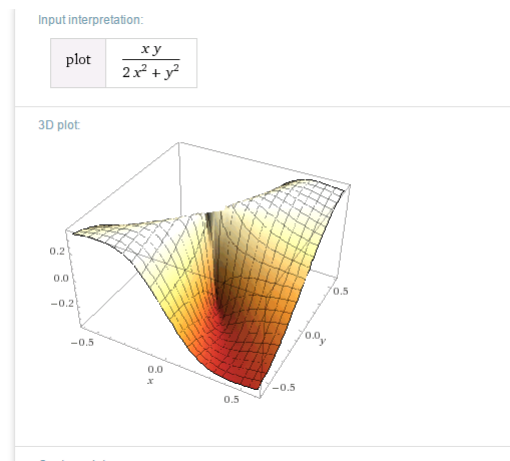 Input interpretation:
plot x y
2 x² + y²
3D plot:
0.2
0.0
−0.2
−0.5
0.0
x
0.5
0.5
0.0
y
−0.5